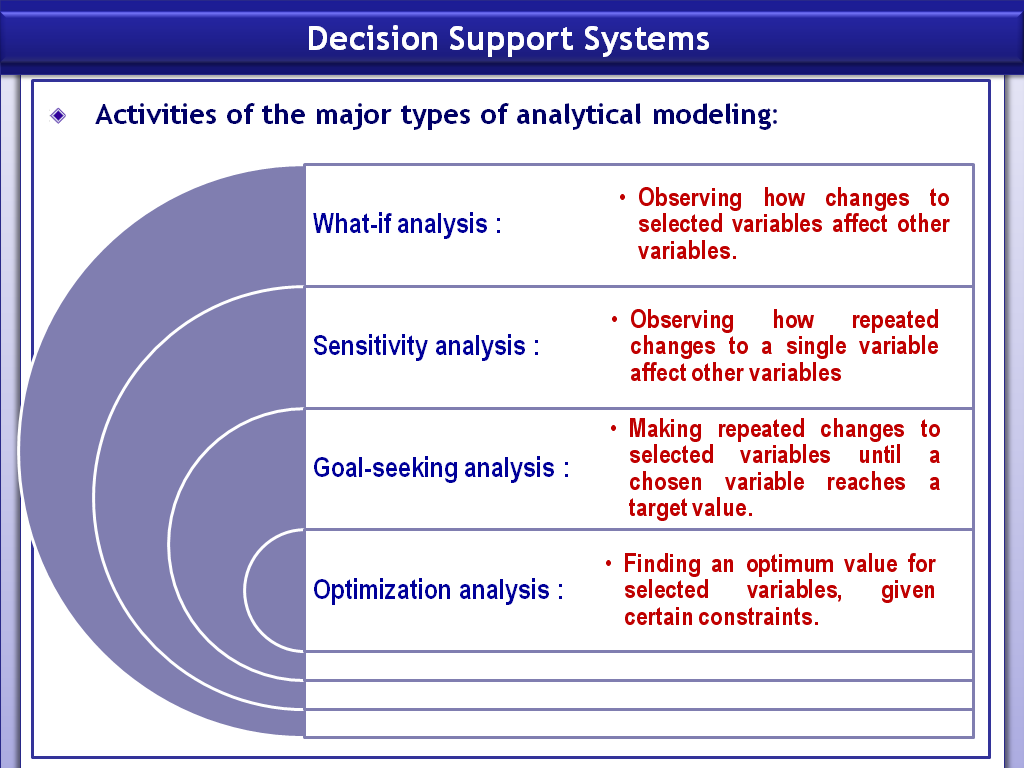 Decision Support Systems
Activities of the major types of analytical modeling:
What-if analysis :
• Observing how changes to
selected variables affect other
variables.
Sensitivity analysis :
• Observing how repeated
changes to a single variable
affect other variables
Goal-seeking analysis :
• Making repeated changes to
selected variables until a
chosen variable reaches a
target value.
Optimization analysis :
• Finding an optimum value for
selected variables, given
certain constraints.